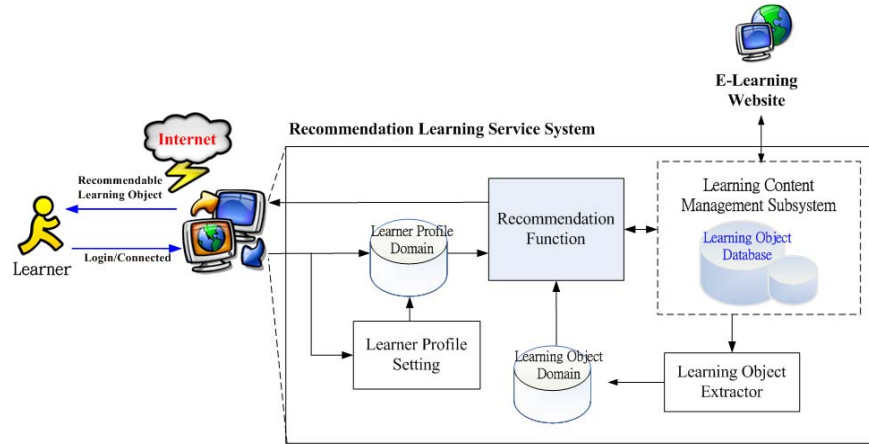 E-Learning
Website
Internet
Recommendation Learning Service System
Recommendable
Learning Object
Learner
Login/Connected
Learner Profile
Domain
Recommendation
Function
Learning Content
Management Subsystem
Learning Object
Database
Learner Profile
Setting
Learning Object
Domain
Learning Object
Extractor